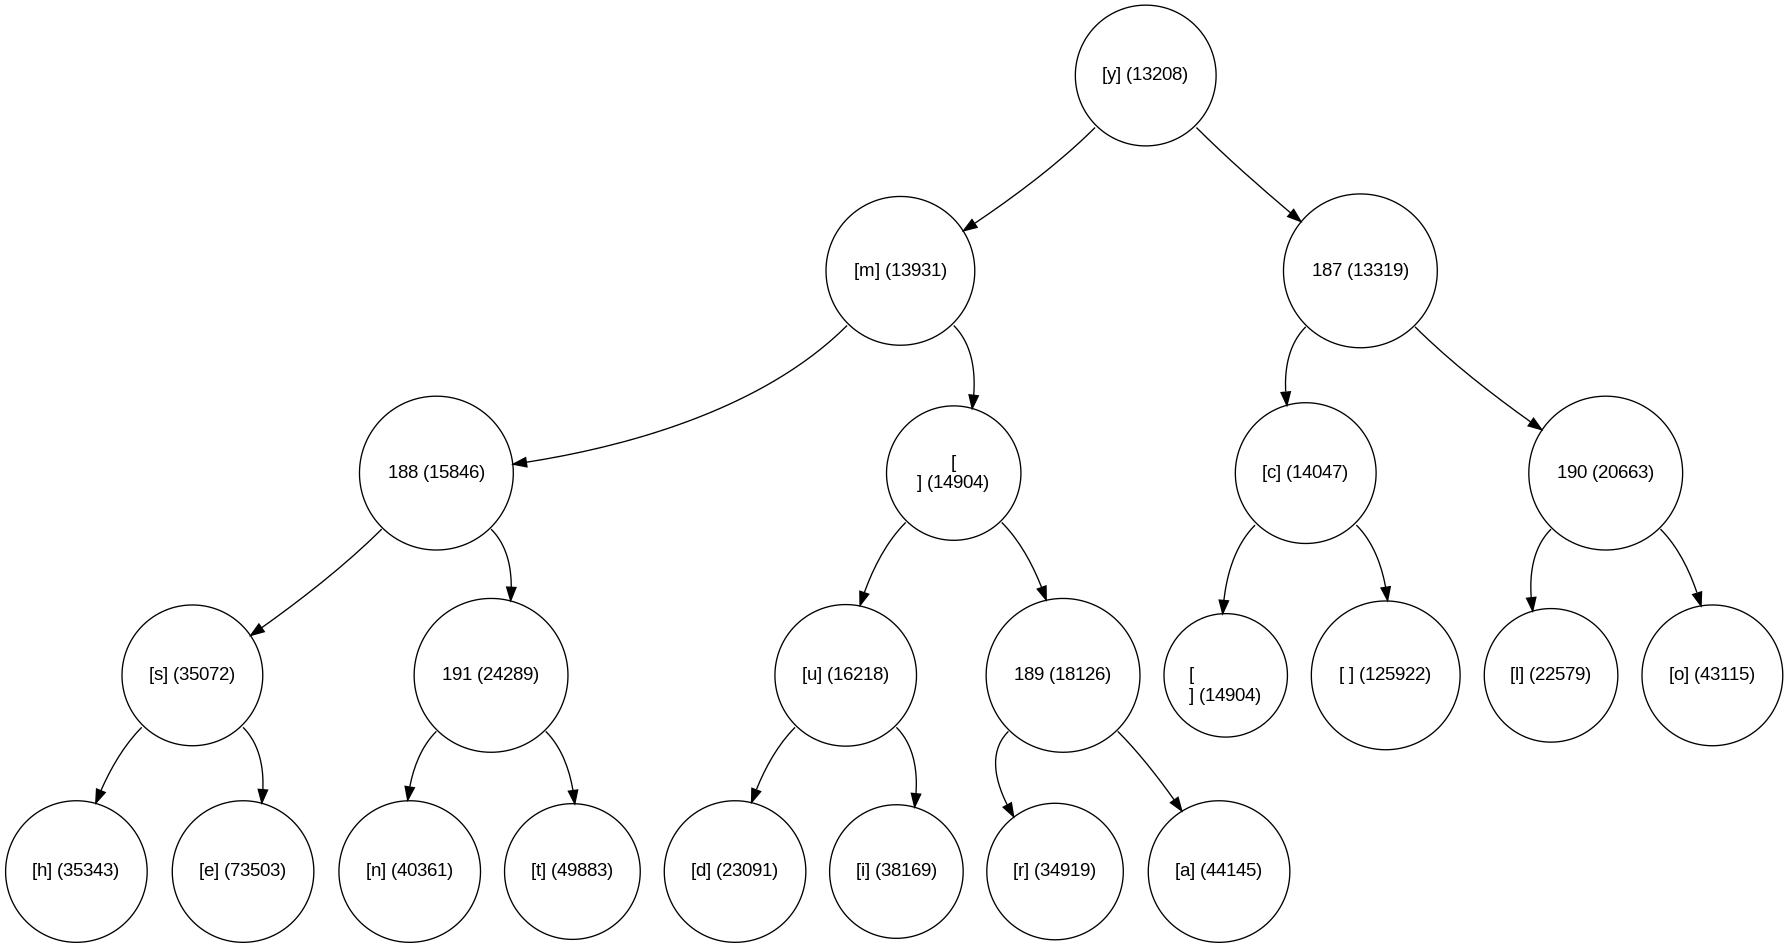 [y] (13208)
[m] (13931)
187 (13319)
188 (15846)
[
] (14904)
[c] (14047)
190 (20663)
[s] (35072)
191 (24289)
[u] (16218)
189 (18126)
[
] (14904)
[ ] (125922)
[l] (22579)
[o] (43115)
[h] (35343)
[e] (73503)
[n] (40361)
[t] (49883)
[d] (23091)
[i] (38169)
[r] (34919)
[a] (44145)